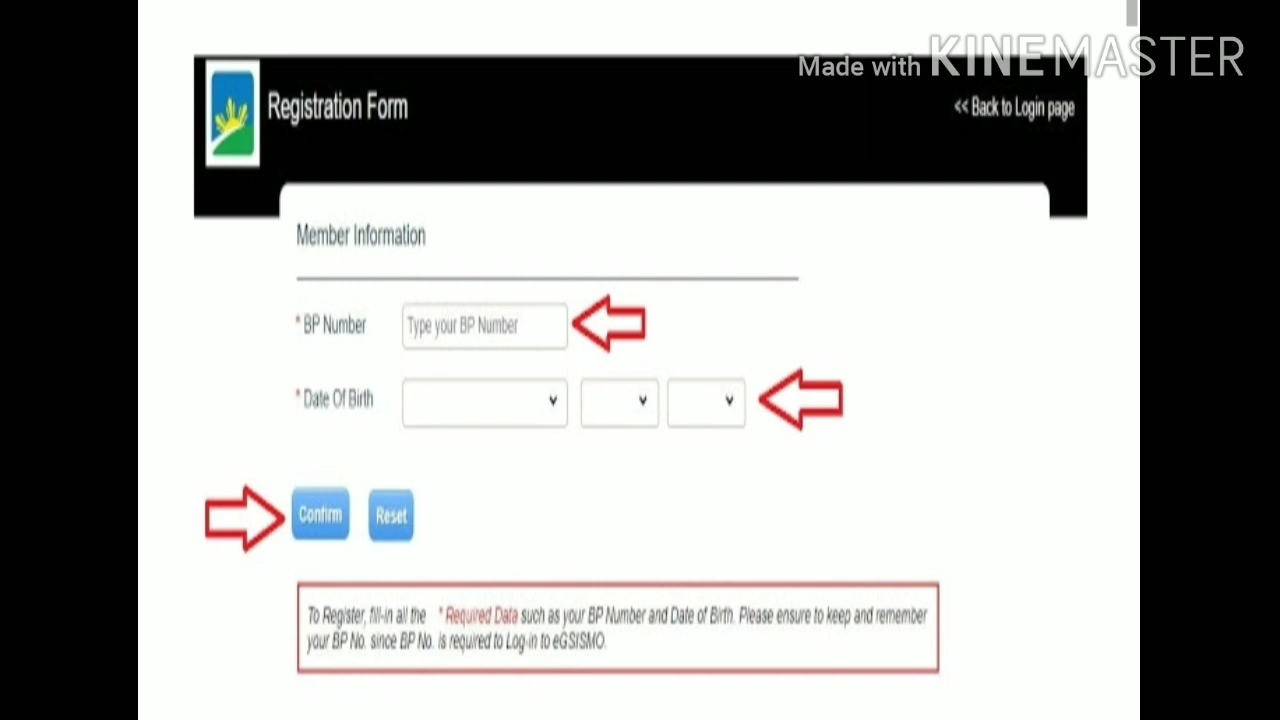 Made with KINEMASTER
Registration Form
<< Back to Login page
Member Information
* BP Number
Type your BP Number
* Date Of Birth
Confirm Reset
To Register, fill-in all the * Required Data such as your BP Number and Date of Birth. Please ensure to keep and remember
your BP No. since BP No. is required to Log-in to eGSISMO.